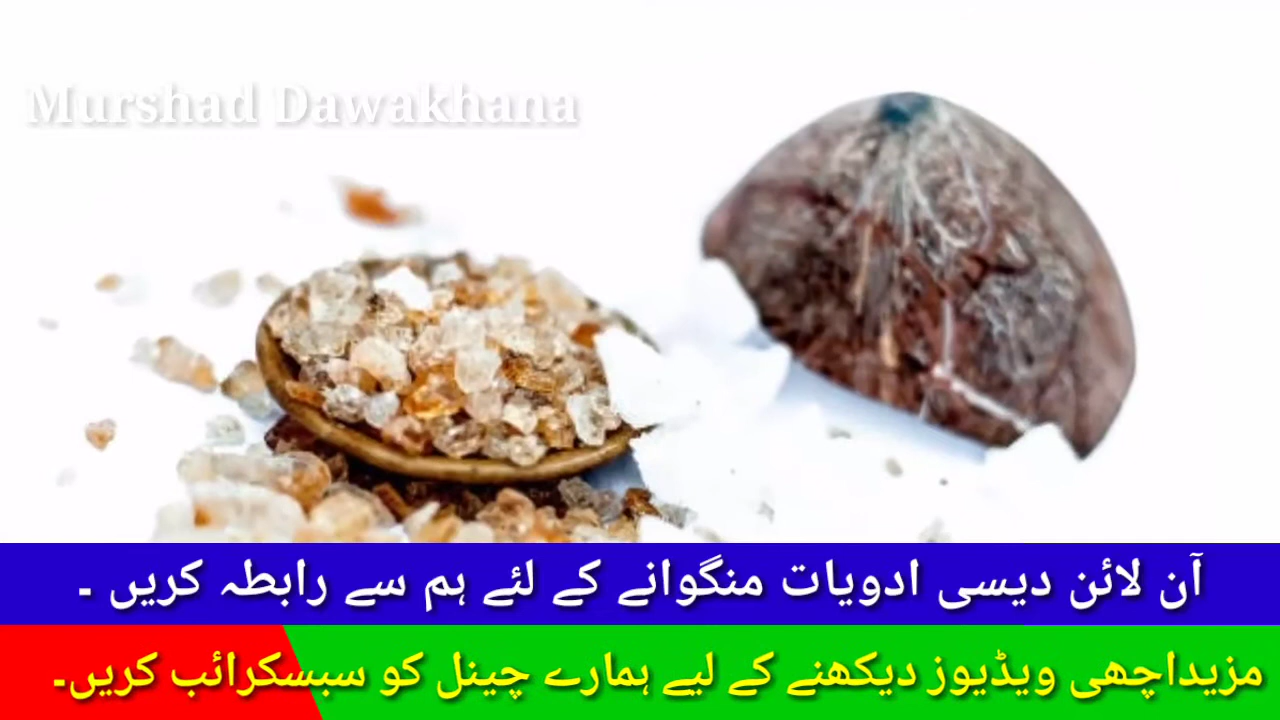 Murshad Dawakhana
آن لائن دیسی ادویات منگوانے کے لئے ہم سے رابطہ کریں ۔
مزیداچھی ویڈیوز دیکھنے کے لیے ہمارے چینل کو سبسکرائب کریں۔